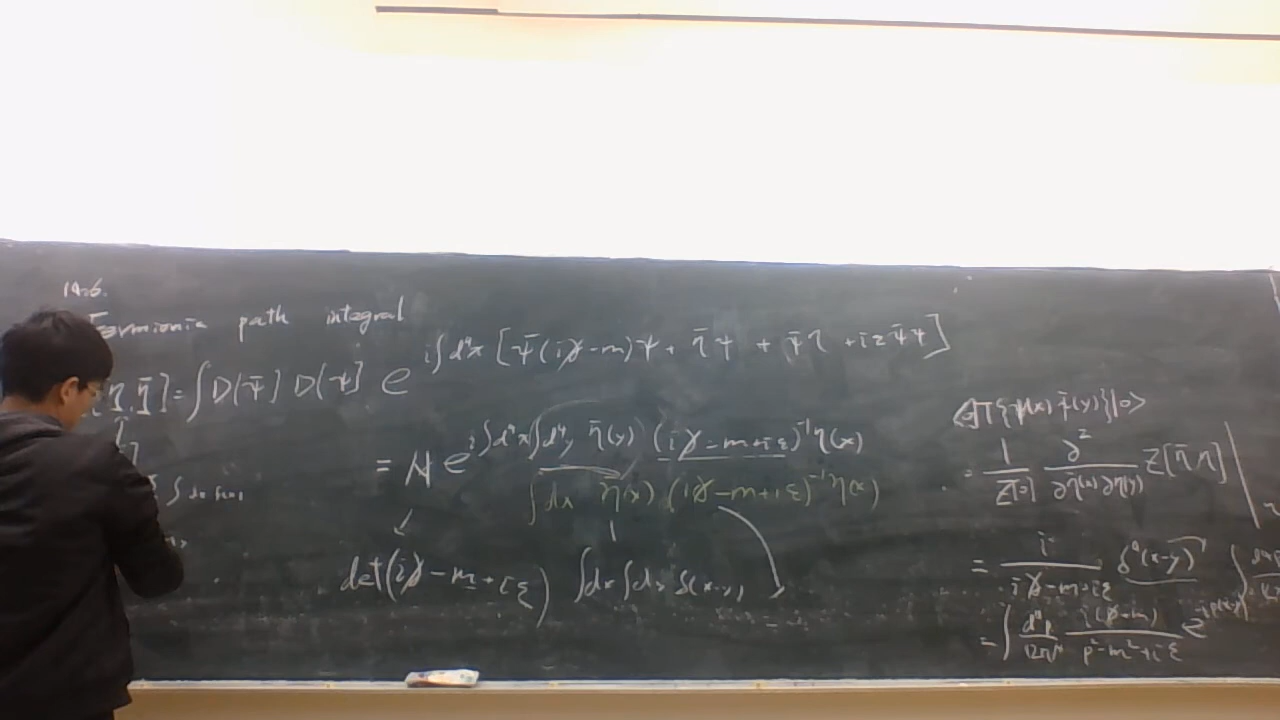 14.6.
Fermionic path integral
[η, η̄] = ∫ D(ψ̄) D(ψ) e^{i∫d⁴x [ψ̄(i∂̸-m)ψ + η̄ψ + ψ̄η + iεψ̄ψ]}
= N e^{i∫d⁴x∫d⁴y η̄(y) (i∂̸-m+iε)⁻¹ η(x)}
∫dx η̄(x) (i∂̸-m+iε)⁻¹ η(x)
det(i∂̸-m+iε) ∫dx∫dy δ(x-y)
<0|T{ψ(x) ψ̄(y)}|0>
= 1/Z[0] ∂²/∂η(x)∂η(y) Z[η̄ η] |
= i/(i∂̸-m+iε) δ⁴(x-y)
= ∫ d⁴p/(2π)⁴ i(p̸+m)/(p²-m²+iε) e^{-ip(x-y)}